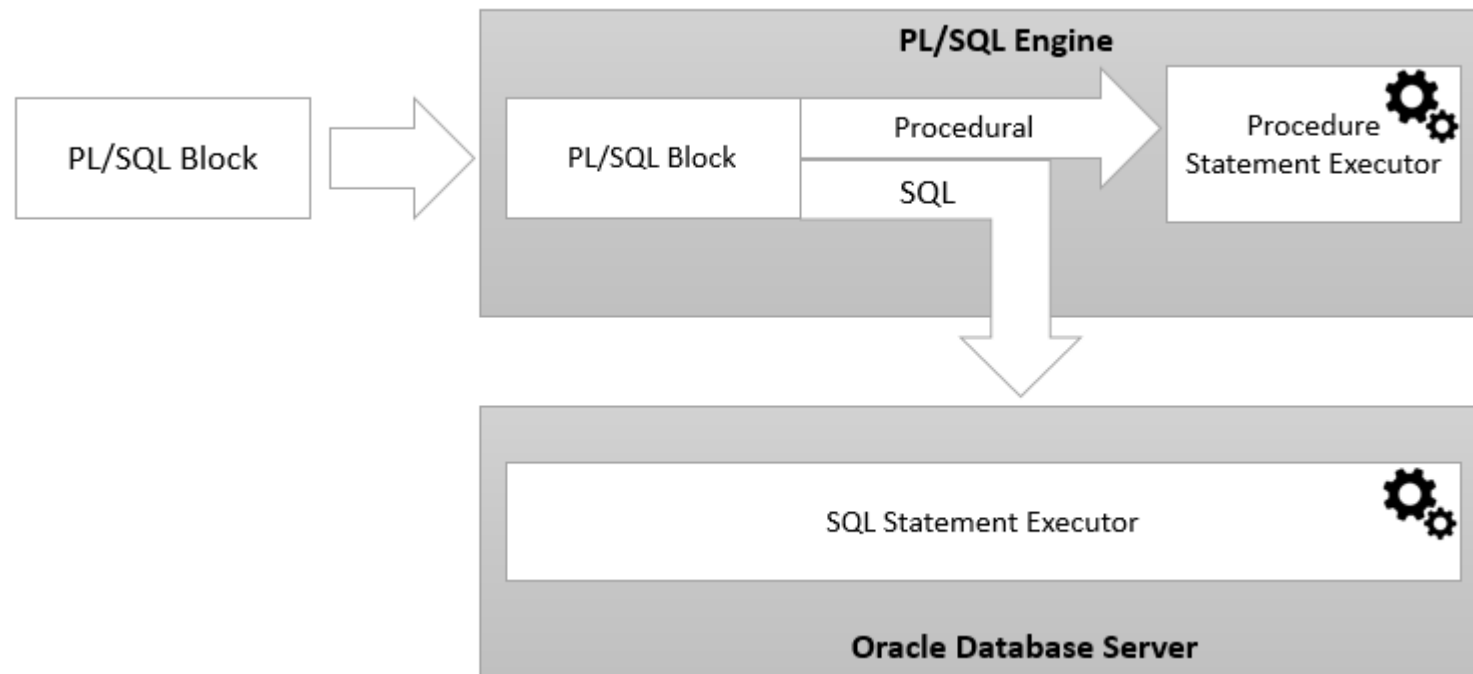 PL/SQL Engine
PL/SQL Block
PL/SQL Block
Procedural
SQL
Procedure
Statement Executor
SQL Statement Executor
Oracle Database Server